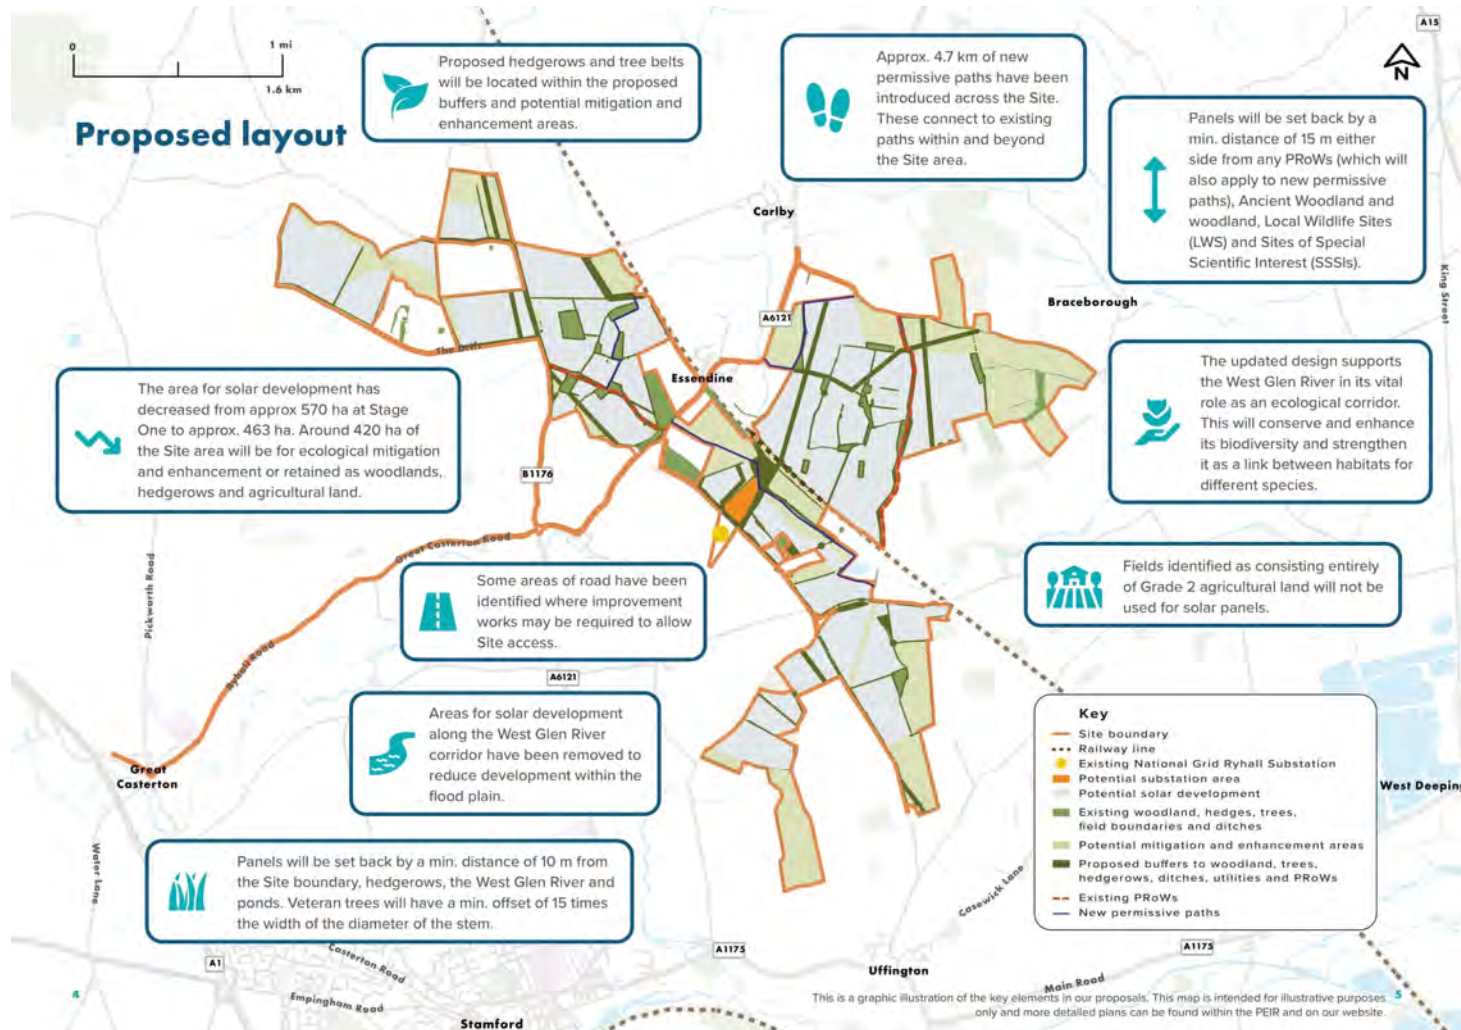 0
1 mi
1.6 km
Proposed layout
Proposed hedgerows and tree belts
will be located within the proposed
buffers and potential mitigation and
enhancement areas.
Approx. 4.7 km of new
permissive paths have been
introduced across the Site.
These connect to existing
paths within and beyond
the Site area.
A15
N
Panels will be set back by a
min. distance of 15 m either
side from any PRoWs (which will
also apply to new permissive
paths), Ancient Woodland and
woodland, Local Wildlife Sites
(LWS) and Sites of Special
Scientific Interest (SSSIs).
Carlby
King Street
Braceborough
A6121
The Drift
Essendine
The area for solar development has
decreased from approx 570 ha at Stage
One to approx. 463 ha. Around 420 ha of
the Site area will be for ecological mitigation
and enhancement or retained as woodlands,
hedgerows and agricultural land.
The updated design supports
the West Glen River in its vital
role as an ecological corridor.
This will conserve and enhance
its biodiversity and strengthen
it as a link between habitats for
different species.
B1176
Great Casterton Road
Pickworth Road
Some areas of road have been
identified where improvement
works may be required to allow
Site access.
Fields identified as consisting entirely
of Grade 2 agricultural land will not be
used for solar panels.
Ryhall Road
A6121
Areas for solar development
along the West Glen River
corridor have been removed to
reduce development within the
flood plain.
Great
Casterton
Key
Site boundary
Railway line
Existing National Grid Ryhall Substation
Potential substation area
Potential solar development
Existing woodland, hedges, trees,
field boundaries and ditches
Potential mitigation and enhancement areas
Proposed buffers to woodland, trees,
hedgerows, ditches, utilities and PRoWs
Existing PRoWs
New permissive paths
West Deeping
Water Lane
Panels will be set back by a min. distance of 10 m from
the Site boundary, hedgerows, the West Glen River and
ponds. Veteran trees will have a min. offset of 15 times
the width of the diameter of the stem.
Casewick Lane
A1
Casterton Road
A1175
A1175
Uffington
Main Road
Empingham Road
Stamford
4
This is a graphic illustration of the key elements in our proposals. This map is intended for illustrative purposes
only and more detailed plans can be found within the PEIR and on our website.
5